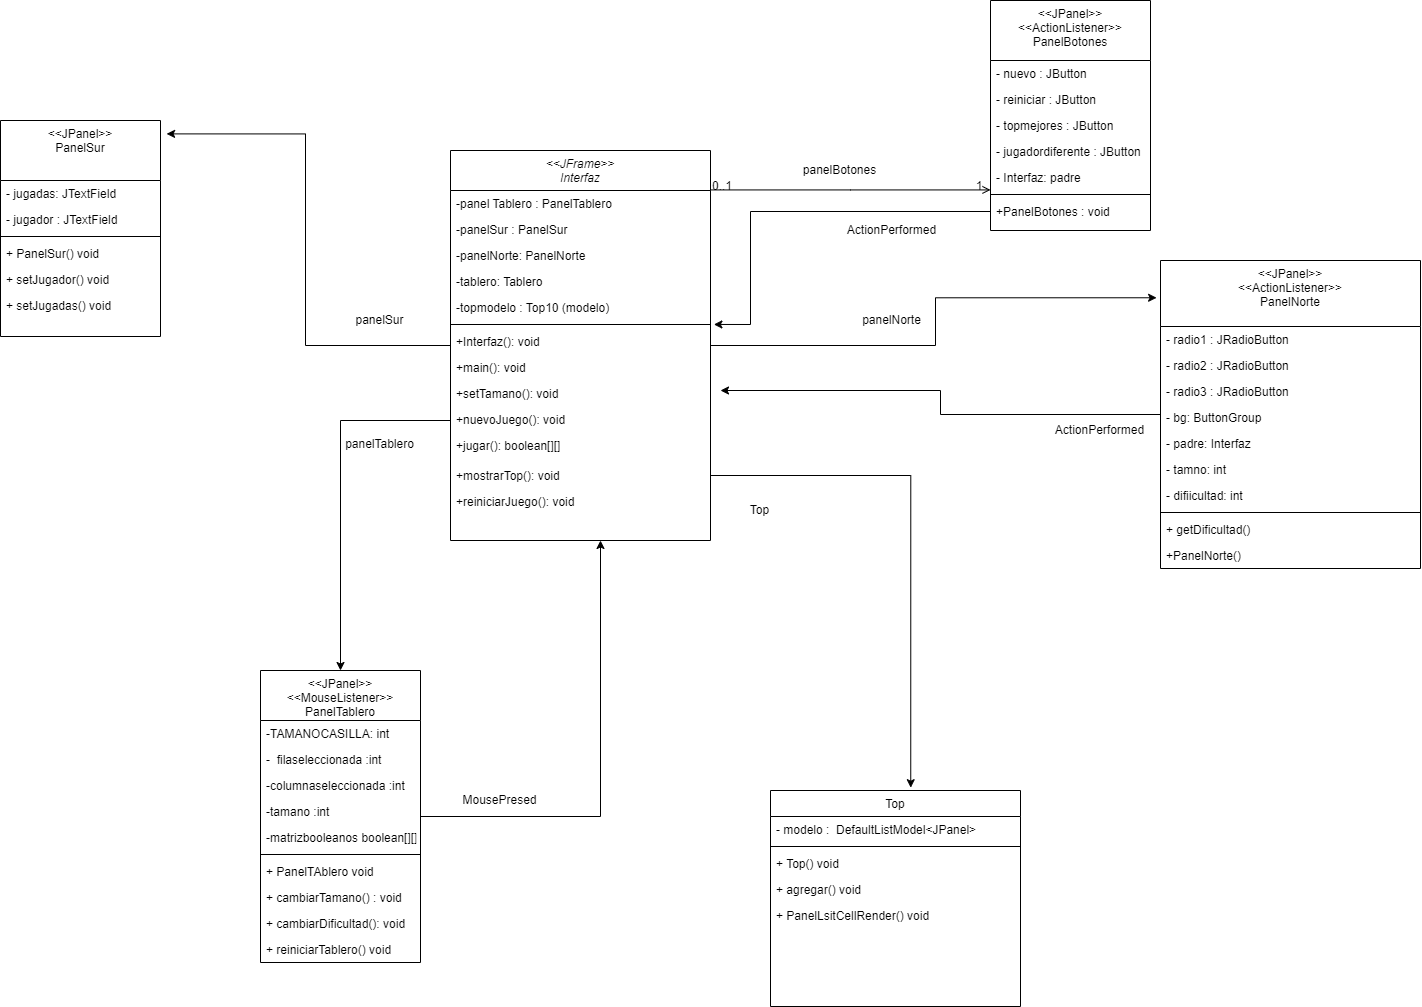 <<JPanel>>
<<ActionListener>>
PanelBotones
- nuevo : JButton
- reiniciar : JButton
- topmejores : JButton
- jugadordiferente : JButton
- Interfaz: padre
+PanelBotones : void
<<JPanel>>
PanelSur
- jugadas: JTextField
- jugador : JTextField
+ PanelSur() void
+ setJugador() void
+ setJugadas() void
<<JFrame>>
Interfaz
-panel Tablero : PanelTablero
-panelSur : PanelSur
-panelNorte: PanelNorte
-tablero: Tablero
-topmodelo : Top10 (modelo)
+Interfaz(): void
+main(): void
+setTamano(): void
+nuevoJuego(): void
+jugar(): boolean[][]
+mostrarTop(): void
+reiniciarJuego(): void
panelBotones
0..1
1
ActionPerformed
panelSur
panelNorte
<<JPanel>>
<<ActionListener>>
PanelNorte
- radio1 : JRadioButton
- radio2 : JRadioButton
- radio3 : JRadioButton
- bg: ButtonGroup
- padre: Interfaz
- tamno: int
- difiicultad: int
+ getDificultad()
+PanelNorte()
ActionPerformed
panelTablero
Top
<<JPanel>>
<<MouseListener>>
PanelTablero
-TAMANOCASILLA: int
-  filaseleccionada :int
-columnaseleccionada :int
-tamano :int
-matrizbooleanos boolean[][]
+ PanelTAblero void
+ cambiarTamano() : void
+ cambiarDificultad(): void
+ reiniciarTablero() void
MousePresed
Top
- modelo :  DefaultListModel<JPanel>
+ Top() void
+ agregar() void
+ PanelLsitCellRender() void